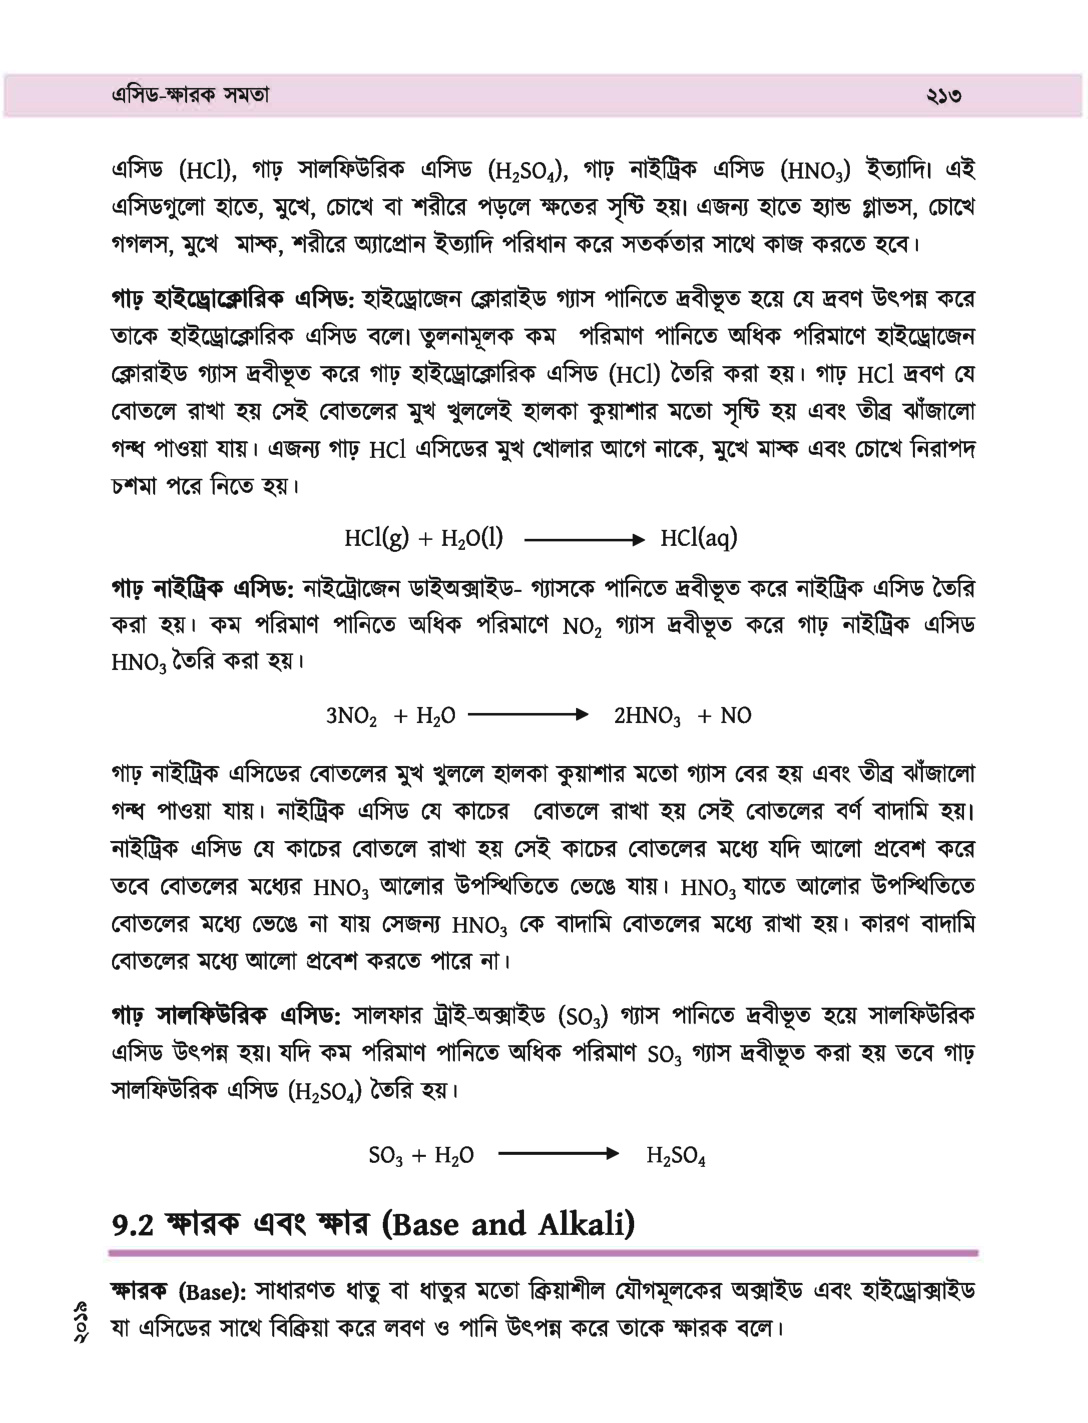 এসিড-ক্ষারক সমতা ২১৩
এসিড (HCl), গাঢ় সালফিউরিক এসিড (H₂SO₄), গাঢ় নাইট্রিক এসিড (HNO₃) ইত্যাদি। এই
এসিডগুলো হাতে, মুখে, চোখে বা শরীরে পড়লে ক্ষতের সৃষ্টি হয়। এজন্য হাতে হ্যান্ড গ্লাভস, চোখে
গগলস, মুখে মাস্ক, শরীরে অ্যাপ্রোন ইত্যাদি পরিধান করে সতর্কতার সাথে কাজ করতে হবে।
গাঢ় হাইড্রোক্লোরিক এসিড: হাইড্রোজেন ক্লোরাইড গ্যাস পানিতে দ্রবীভূত হয়ে যে দ্রবণ উৎপন্ন করে
তাকে হাইড্রোক্লোরিক এসিড বলে। তুলনামূলক কম পরিমাণ পানিতে অধিক পরিমাণে হাইড্রোজেন
ক্লোরাইড গ্যাস দ্রবীভূত করে গাঢ় হাইড্রোক্লোরিক এসিড (HCl) তৈরি করা হয়। গাঢ় HCl দ্রবণ যে
বোতলে রাখা হয় সেই বোতলের মুখ খুললেই হালকা কুয়াশার মতো সৃষ্টি হয় এবং তীব্র ঝাঁজালো
গন্ধ পাওয়া যায়। এজন্য গাঢ় HCl এসিডের মুখ খোলার আগে নাকে, মুখে মাস্ক এবং চোখে নিরাপদ
চশমা পরে নিতে হয়।
HCl(g) + H₂O(l) ⟶ HCl(aq)
গাঢ় নাইট্রিক এসিড: নাইট্রোজেন ডাইঅক্সাইড- গ্যাসকে পানিতে দ্রবীভূত করে নাইট্রিক এসিড তৈরি
করা হয়। কম পরিমাণ পানিতে অধিক পরিমাণে NO₂ গ্যাস দ্রবীভূত করে গাঢ় নাইট্রিক এসিড
HNO₃ তৈরি করা হয়।
3NO₂ + H₂O ⟶ 2HNO₃ + NO
গাঢ় নাইট্রিক এসিডের বোতলের মুখ খুললে হালকা কুয়াশার মতো গ্যাস বের হয় এবং তীব্র ঝাঁজালো
গন্ধ পাওয়া যায়। নাইট্রিক এসিড যে কাচের বোতলে রাখা হয় সেই বোতলের বর্ণ বাদামি হয়।
নাইট্রিক এসিড যে কাচের বোতলে রাখা হয় সেই কাচের বোতলের মধ্যে যদি আলো প্রবেশ করে
তবে বোতলের মধ্যের HNO₃ আলোর উপস্থিতিতে ভেঙে যায়। HNO₃ যাতে আলোর উপস্থিতিতে
বোতলের মধ্যে ভেঙে না যায় সেজন্য HNO₃ কে বাদামি বোতলের মধ্যে রাখা হয়। কারণ বাদামি
বোতলের মধ্যে আলো প্রবেশ করতে পারে না।
গাঢ় সালফিউরিক এসিড: সালফার ট্রাই-অক্সাইড (SO₃) গ্যাস পানিতে দ্রবীভূত হয়ে সালফিউরিক
এসিড উৎপন্ন হয়। যদি কম পরিমাণ পানিতে অধিক পরিমাণ SO₃ গ্যাস দ্রবীভূত করা হয় তবে গাঢ়
সালফিউরিক এসিড (H₂SO₄) তৈরি হয়।
SO₃ + H₂O ⟶ H₂SO₄
9.2 ক্ষারক এবং ক্ষার (Base and Alkali)
ক্ষারক (Base): সাধারণত ধাতু বা ধাতুর মতো ক্রিয়াশীল যৌগমূলকের অক্সাইড এবং হাইড্রোক্সাইড
যা এসিডের সাথে বিক্রিয়া করে লবণ ও পানি উৎপন্ন করে তাকে ক্ষারক বলে।
২০১৯